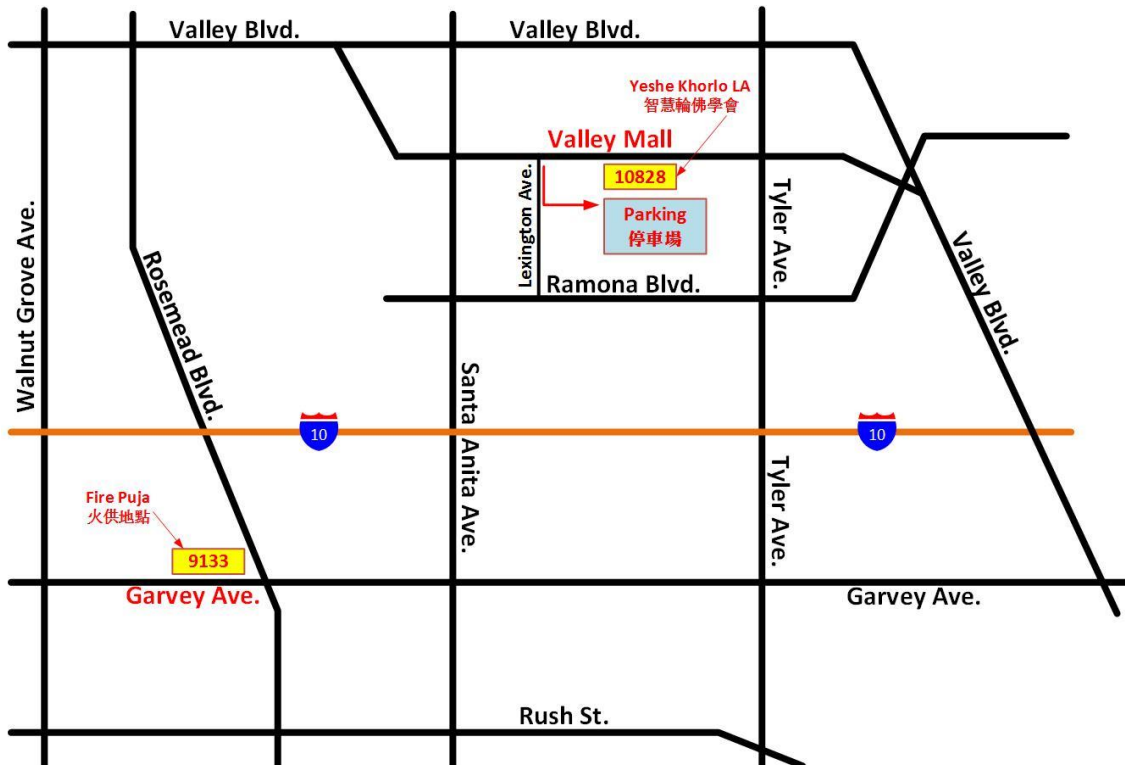 Valley Blvd.
Valley Blvd.
Yeshe Khorlo LA
智慧輪佛學會
Valley Mall
10828
Parking
停車場
Lexington Ave.
Tyler Ave.
Ramona Blvd.
Valley Blvd.
Walnut Grove Ave.
Rosemead Blvd.
Santa Anita Ave.
10
10
Tyler Ave.
Fire Puja
火供地點
9133
Garvey Ave.
Garvey Ave.
Rush St.